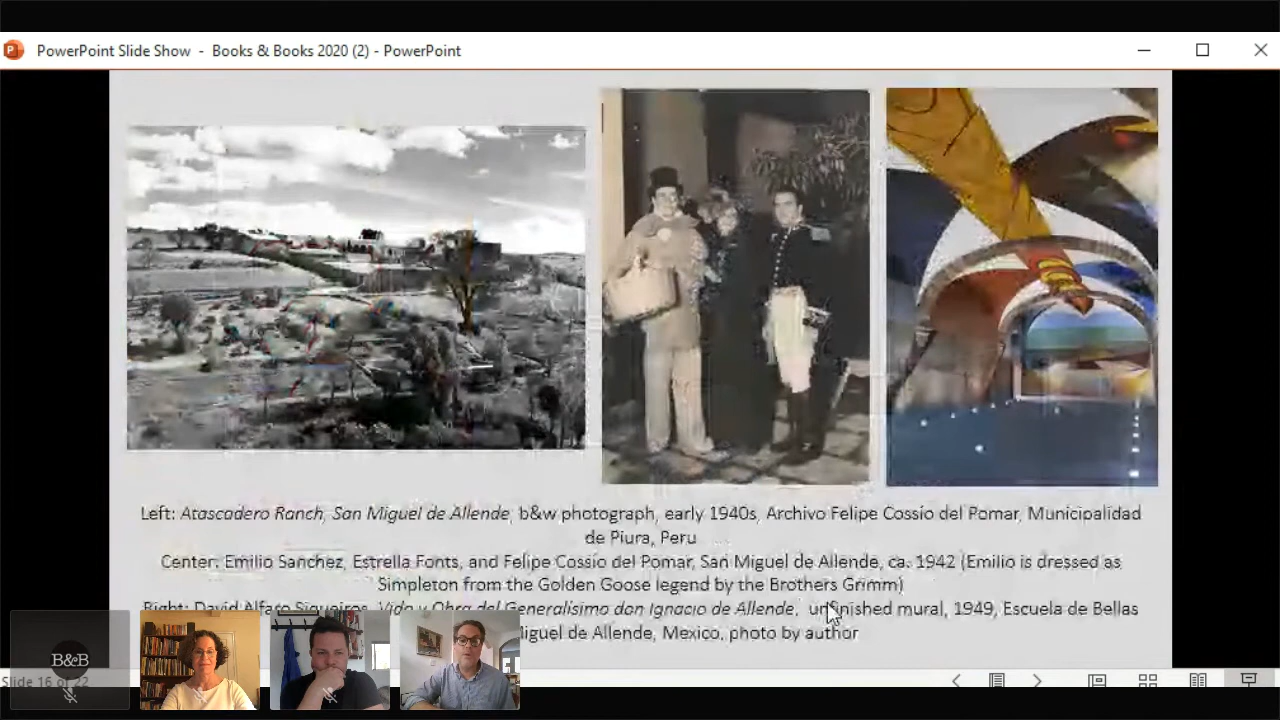 PowerPoint Slide Show - Books & Books 2020 (2) - PowerPoint
Left: Atascadero Ranch, San Miguel de Allende, b&w photograph, early 1940s, Archivo Felipe Cossío del Pomar, Municipalidad
de Piura, Peru
Center: Emilio Sanchez, Estrella Fonts, and Felipe Cossío del Pomar, San Miguel de Allende, ca. 1942 (Emilio is dressed as
Simpleton from the Golden Goose legend by the Brothers Grimm)
Right: David Alfaro Siqueiros, Vida y Obra del Generalísimo don Ignacio de Allende, unfinished mural, 1949, Escuela de Bellas
Miguel de Allende, Mexico, photo by author
B&B
Slide 16 of 22